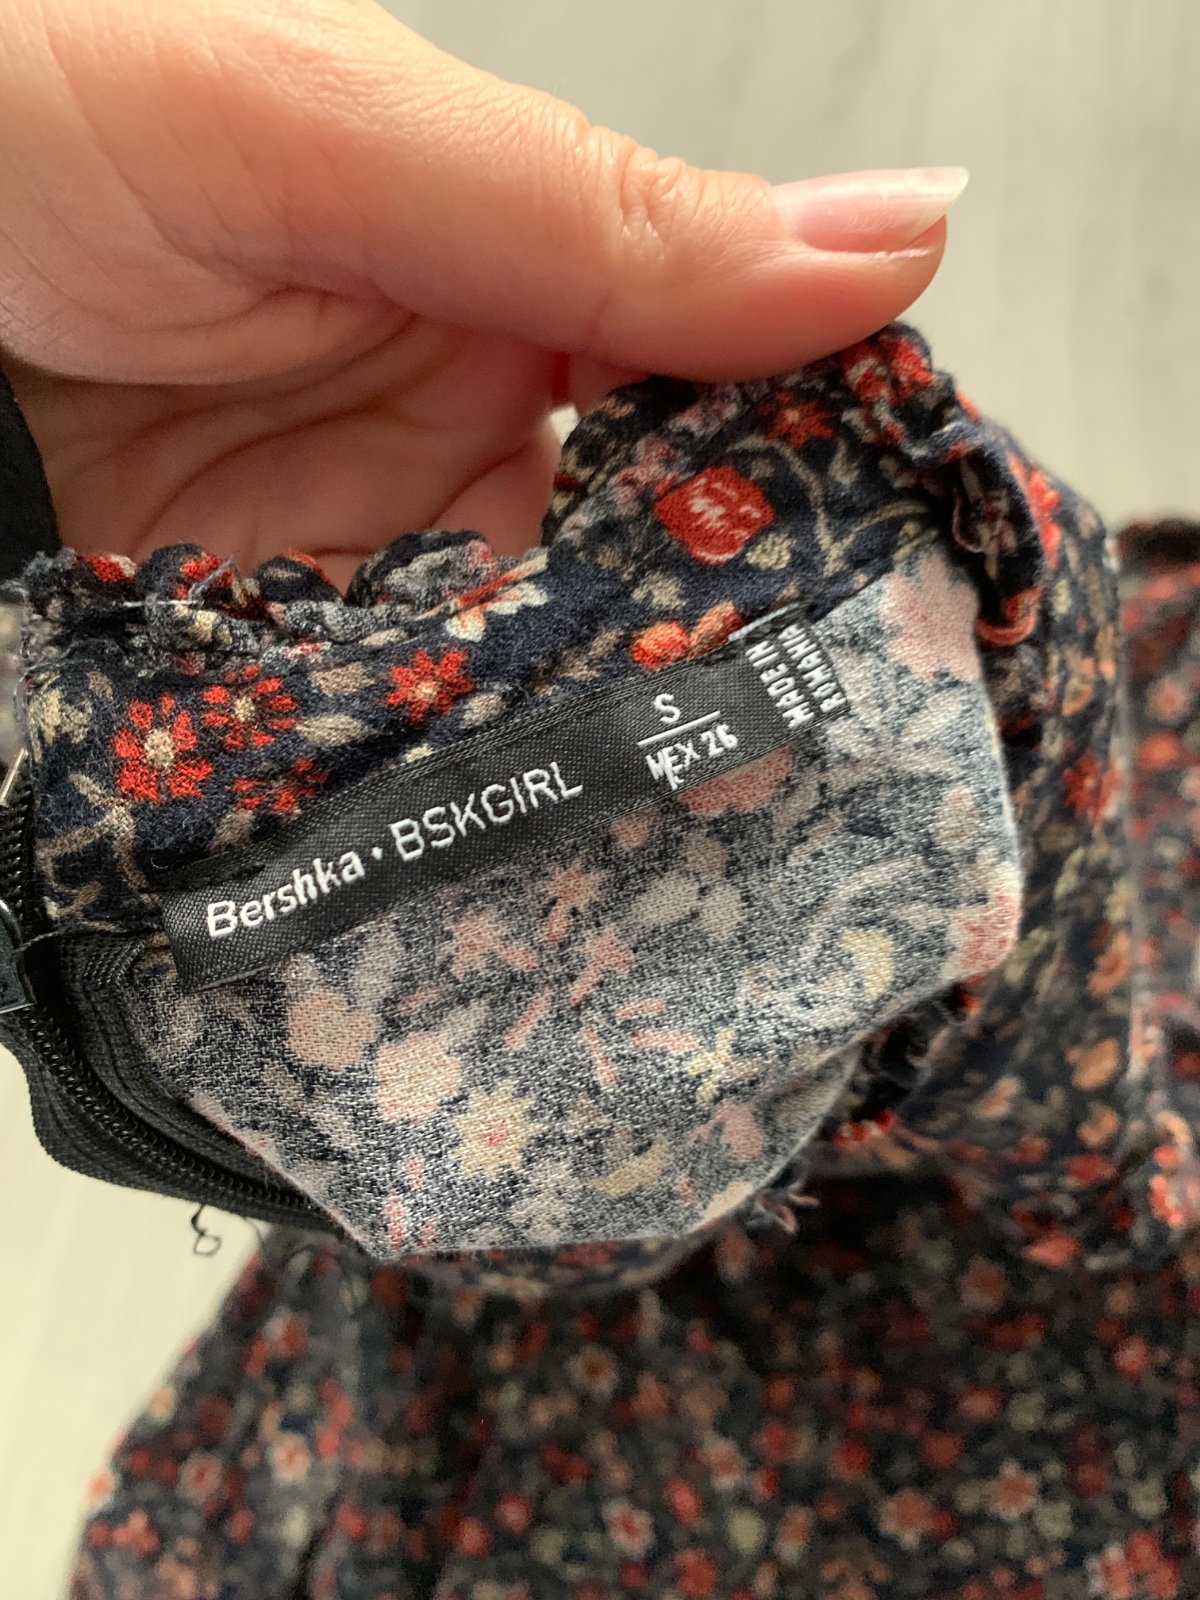 Bershka • BSKGIRL
S
MEX 26
MADE IN
ROMANIA